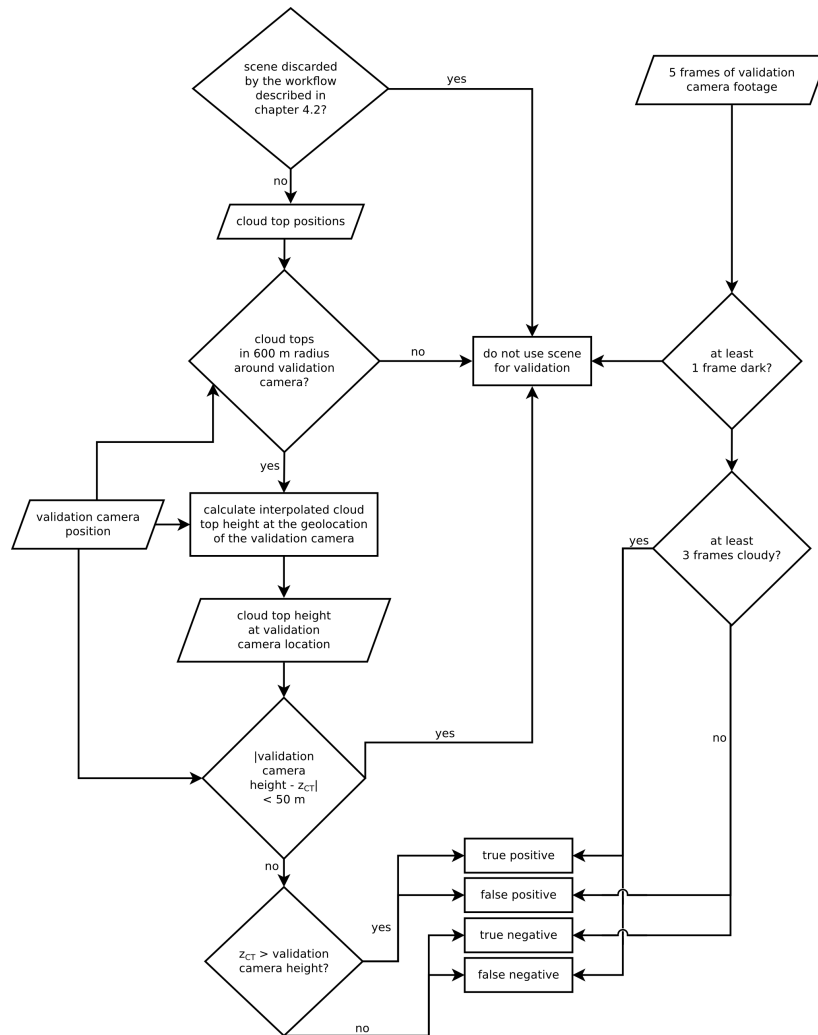 scene discarded
by the workflow
described in
chapter 4.2?
yes
5 frames of validation
camera footage
no
cloud top positions
cloud tops
in 600 m radius
around validation
camera?
no
do not use scene
for validation
at least
1 frame dark?
yes
validation camera
position
calculate interpolated cloud
top height at the geolocation
of the validation camera
yes
at least
3 frames cloudy?
cloud top height
at validation
camera location
yes
no
|validation
camera
height - zCT|
< 50 m
no
true positive
false positive
yes
true negative
zCT > validation
camera height?
false negative
no